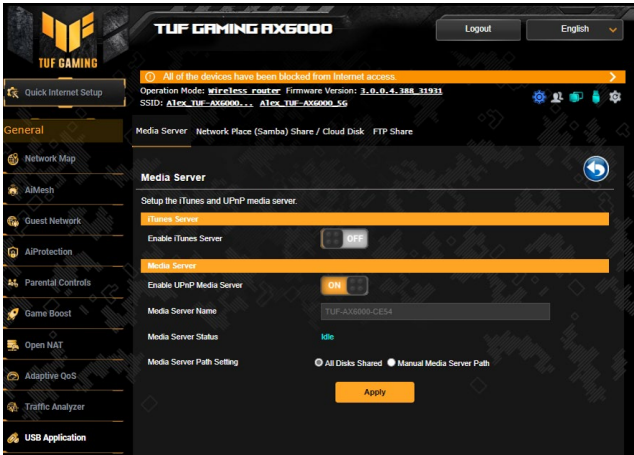 TUF GAMING AX6000
Logout
English
TUF GAMING
All of the devices have been blocked from Internet access.
Quick Internet Setup
Operation Mode: Wireless router Firmware Version: 3.0.0.4.388_31931
SSID: Alex_TUF-AX6000... Alex_TUF-AX6000_5G
General
Media Server Network Place (Samba) Share / Cloud Disk FTP Share
Network Map
AiMesh
Guest Network
AiProtection
Parental Controls
Game Boost
Open NAT
Adaptive QoS
Traffic Analyzer
USB Application
Media Server
Setup the iTunes and UPnP media server.
iTunes Server
Enable iTunes Server OFF
Media Server
Enable UPnP Media Server ON
Media Server Name TUF-AX6000-CE54
Media Server Status Idle
Media Server Path Setting All Disks Shared Manual Media Server Path
Apply